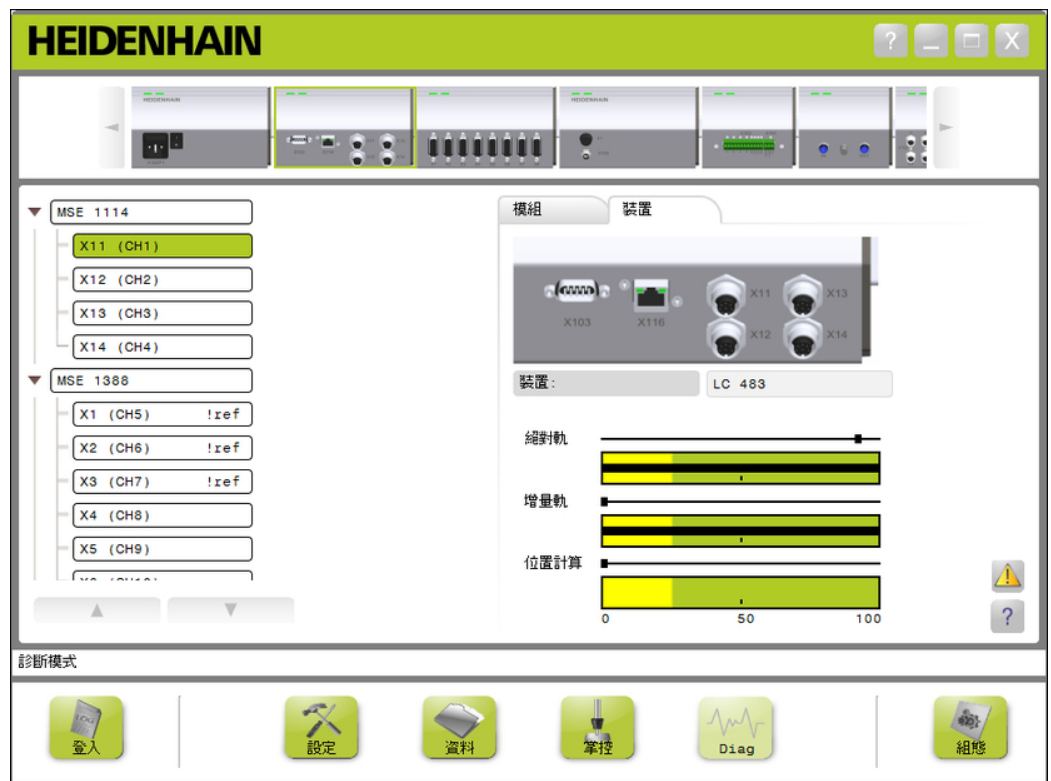 HEIDENHAIN
? _ X
HEIDENHAIN
HEIDENHAIN
模組 裝置
MSE 1114
X11 (CH1)
X12 (CH2)
X13 (CH3)
X14 (CH4)
MSE 1388
X1 (CH5) !ref
X2 (CH6) !ref
X3 (CH7) !ref
X4 (CH8)
X5 (CH9)
X103 X116 X11 X13
X12 X14
裝置: LC 483
絕對軌
增量軌
位置計算
0 50 100
?
診斷模式
登入 設定 資料 掌控 Diag 組態